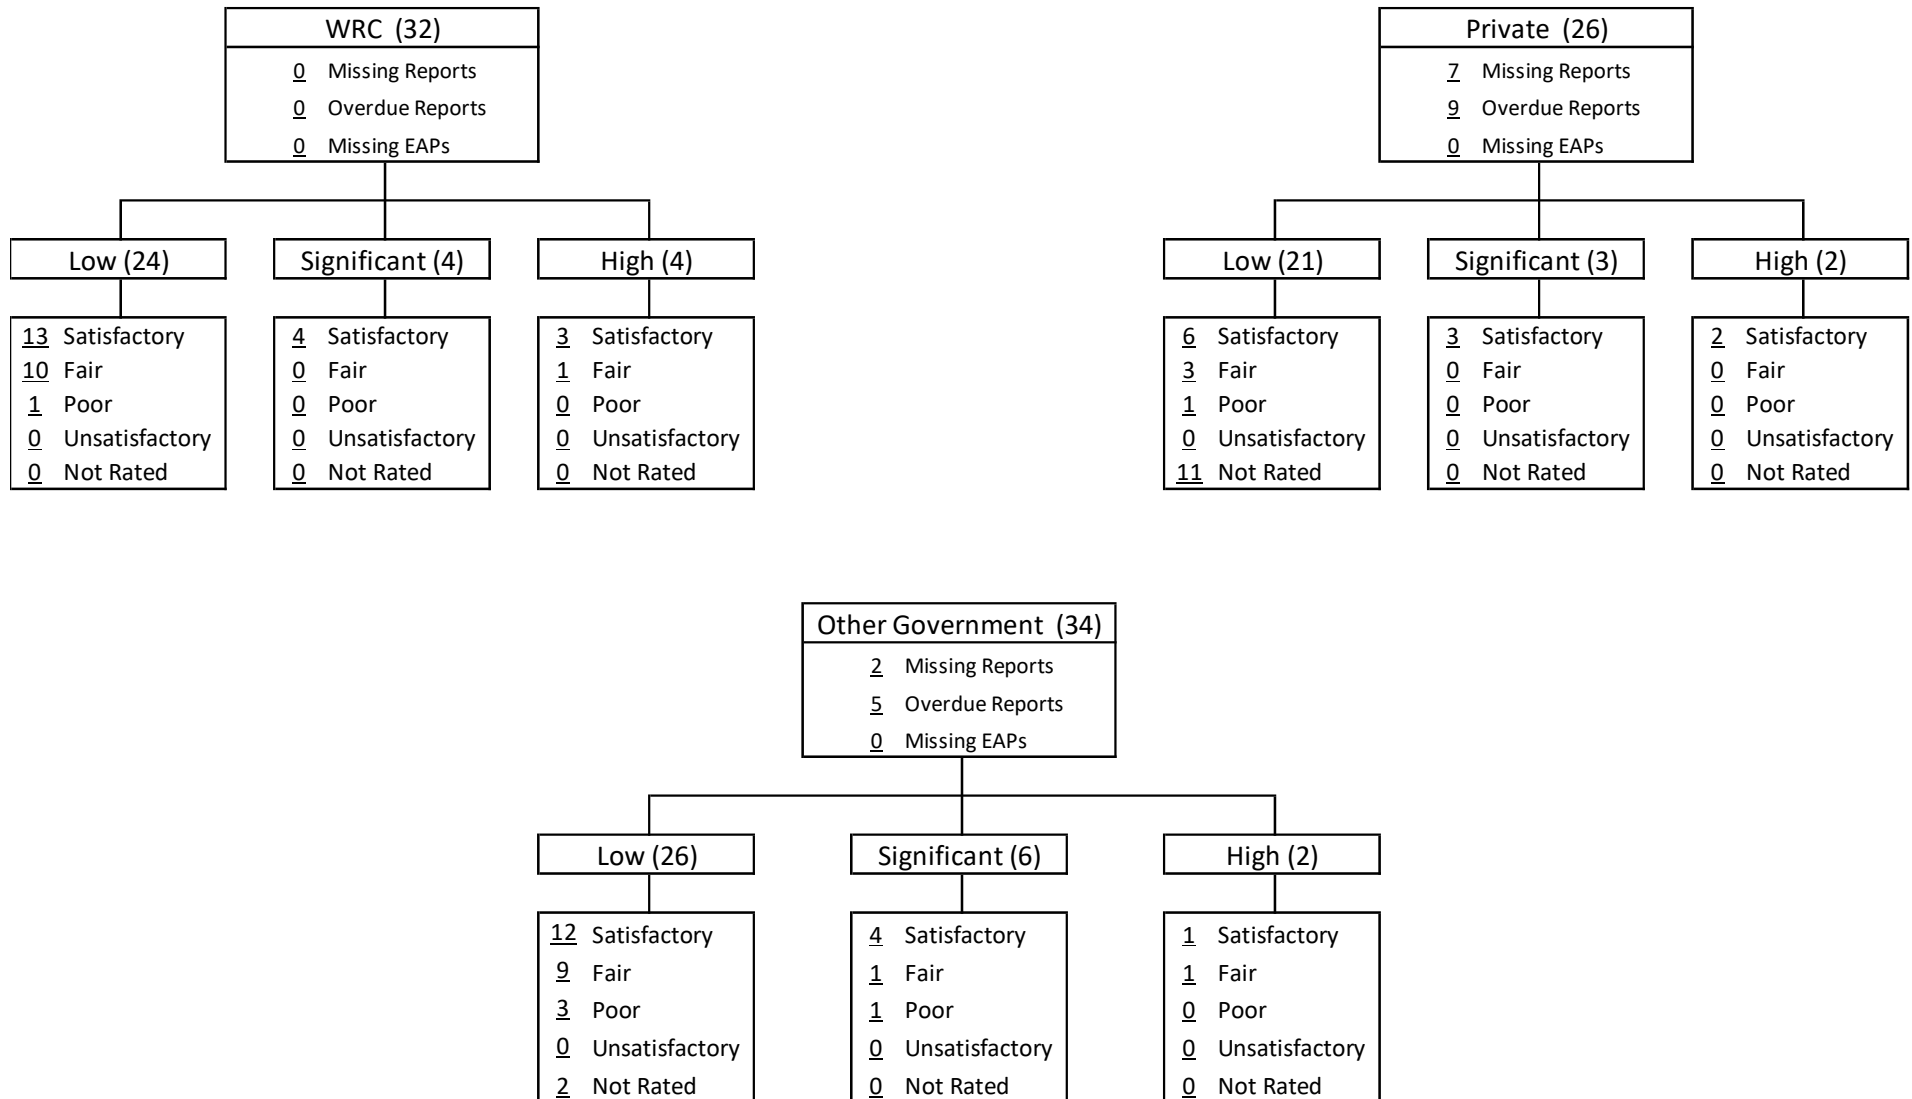 WRC (32)
0 Missing Reports
0 Overdue Reports
0 Missing EAPs
Low (24)
13 Satisfactory
10 Fair
1 Poor
0 Unsatisfactory
0 Not Rated
Significant (4)
4 Satisfactory
0 Fair
0 Poor
0 Unsatisfactory
0 Not Rated
High (4)
3 Satisfactory
1 Fair
0 Poor
0 Unsatisfactory
0 Not Rated
Private (26)
7 Missing Reports
9 Overdue Reports
0 Missing EAPs
Low (21)
6 Satisfactory
3 Fair
1 Poor
0 Unsatisfactory
11 Not Rated
Significant (3)
3 Satisfactory
0 Fair
0 Poor
0 Unsatisfactory
0 Not Rated
High (2)
2 Satisfactory
0 Fair
0 Poor
0 Unsatisfactory
0 Not Rated
Other Government (34)
2 Missing Reports
5 Overdue Reports
0 Missing EAPs
Low (26)
12 Satisfactory
9 Fair
3 Poor
0 Unsatisfactory
2 Not Rated
Significant (6)
4 Satisfactory
1 Fair
1 Poor
0 Unsatisfactory
0 Not Rated
High (2)
1 Satisfactory
1 Fair
0 Poor
0 Unsatisfactory
0 Not Rated